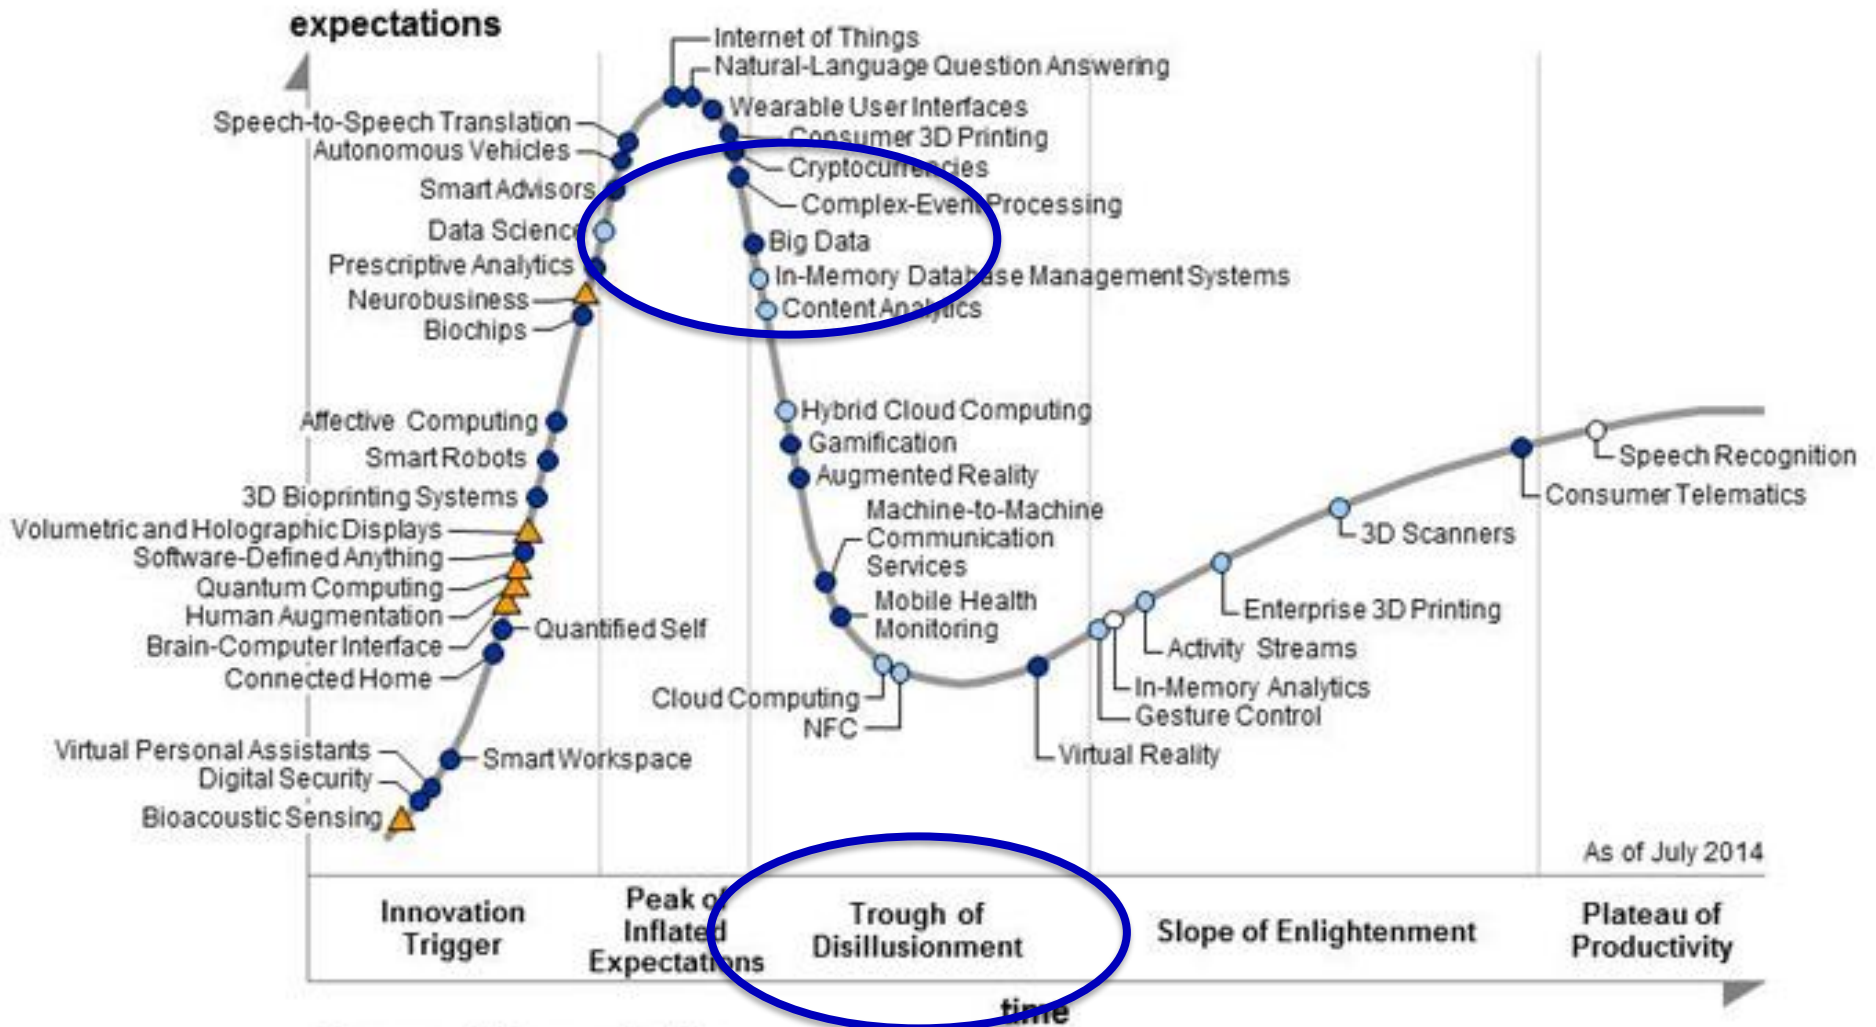 expectations
Internet of Things
Natural-Language Question Answering
Wearable User Interfaces
Consumer 3D Printing
Cryptocurrencies
Complex-Event Processing
Big Data
In-Memory Database Management Systems
Content Analytics
Speech-to-Speech Translation
Autonomous Vehicles
Smart Advisors
Data Science
Prescriptive Analytics
Neurobusiness
Biochips
Affective Computing
Smart Robots
3D Bioprinting Systems
Volumetric and Holographic Displays
Software-Defined Anything
Quantum Computing
Human Augmentation
Brain-Computer Interface
Quantified Self
Connected Home
Virtual Personal Assistants
Smart Workspace
Digital Security
Bioacoustic Sensing
Hybrid Cloud Computing
Gamification
Augmented Reality
Machine-to-Machine
Communication
Services
Mobile Health
Monitoring
Cloud Computing
NFC
Virtual Reality
Gesture Control
In-Memory Analytics
Activity Streams
Enterprise 3D Printing
3D Scanners
Consumer Telematics
Speech Recognition
As of July 2014
Innovation
Trigger
Peak of
Inflated
Expectations
Trough of
Disillusionment
Slope of Enlightenment
Plateau of
Productivity
time